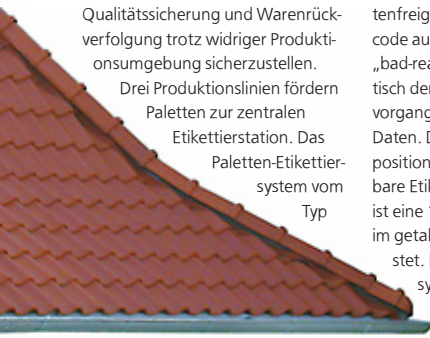 Qualitätssicherung und Warenrück-
verfolgung trotz widriger Produkti-
onsumgebung sicherzustellen.
Drei Produktionslinien fördern
Paletten zur zentralen
Etikettierstation. Das
Paletten-Etikettier-
system vom
Typ
tenfreig
code au
„bad-rea
tisch der
vorgang
Daten. D
position
bare Etik
ist eine
im getal
stet.
sy